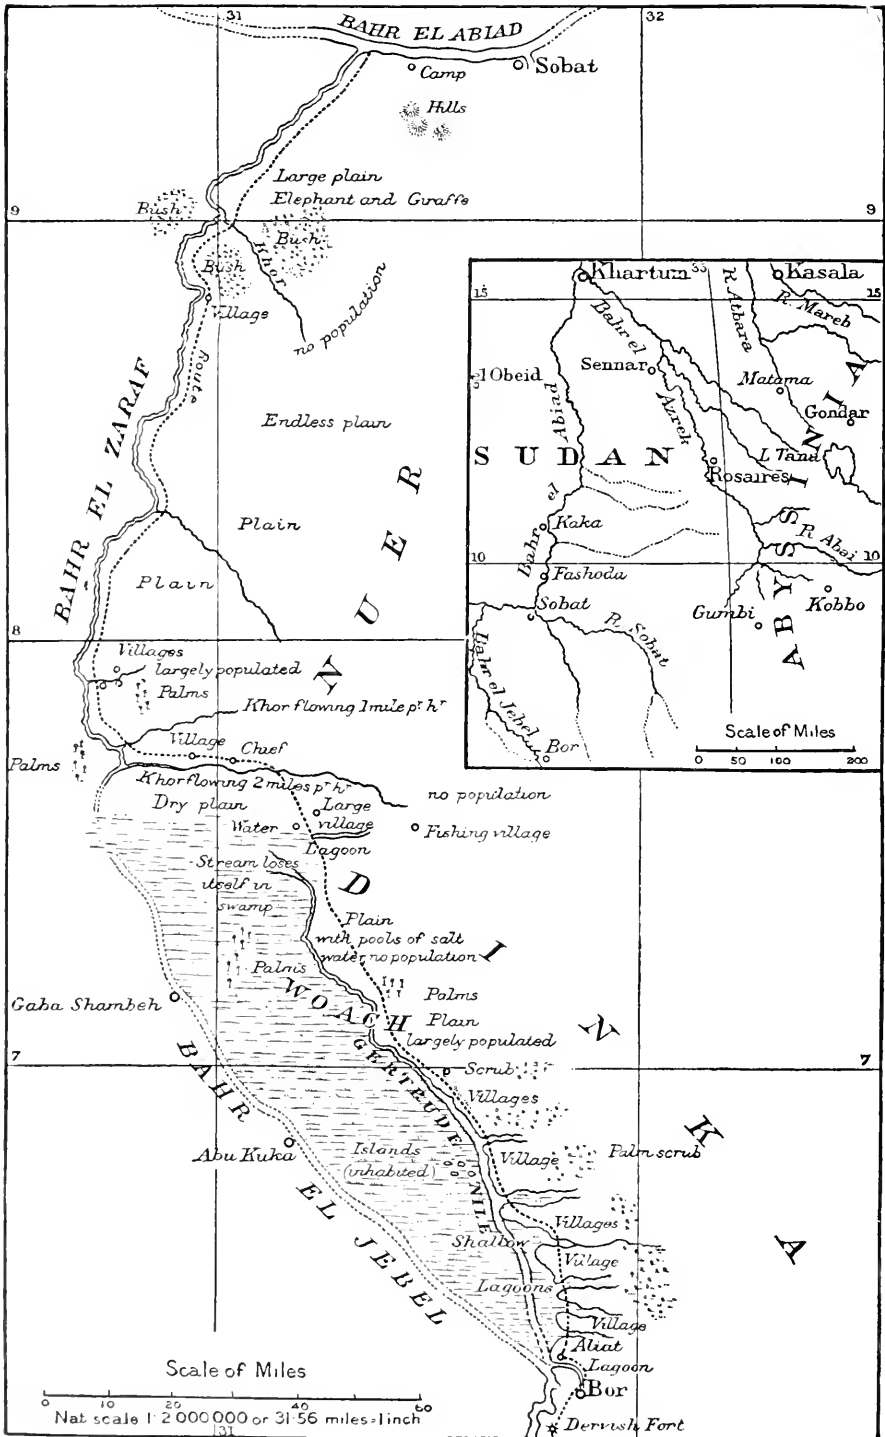 31
32
BAHR EL ABIAD
Camp
Sobat
Hills
Large plain
Elephant and Giraffe
9
9
Bush
Bush
Khor
Bush
Village
no population
Route
BAHR EL ZARAF
Endless plain
Plain
Plain
NUER
8
Villages
largely populated
Palms
Khor flowing 1 mile pr hr
Village
Chief
Palms
Khor flowing 2 miles pr hr
no population
Dry plain
Large
village
Water
Fishing village
Lagoon
Stream loses
itself in
swamp
DINKA
Plain
with pools of salt
water no population
Palms
Palms
Gaba Shambeh
WOACH
Plain
largely populated
7
7
GERTRUDE NILE
Scrub
Villages
BAHR EL JEBEL
Abu Kuka
Islands
(inhabited)
Village
Palm scrub
Villages
Shallow
Village
Lagoons
Village
Aliat
Lagoon
Bor
Dervish Fort
Scale of Miles
0 10 20 40 60
Nat scale 1:2000000 or 31·56 miles=1inch
31
Khartum
33
Kasala
15
15
R. Atbara
R. Mareb
Bahr el Azrek
Sennar
el Obeid
Matama
Gondar
Bahr el Abiad
SUDAN
L Tana
Rosaires
ABYSSINIA
Kaka
R Abai
10
10
Fashoda
Sobat
Gumbi
Kobbo
R. Sobat
Bahr el Jebel
Bor
Scale of Miles
0 50 100 200